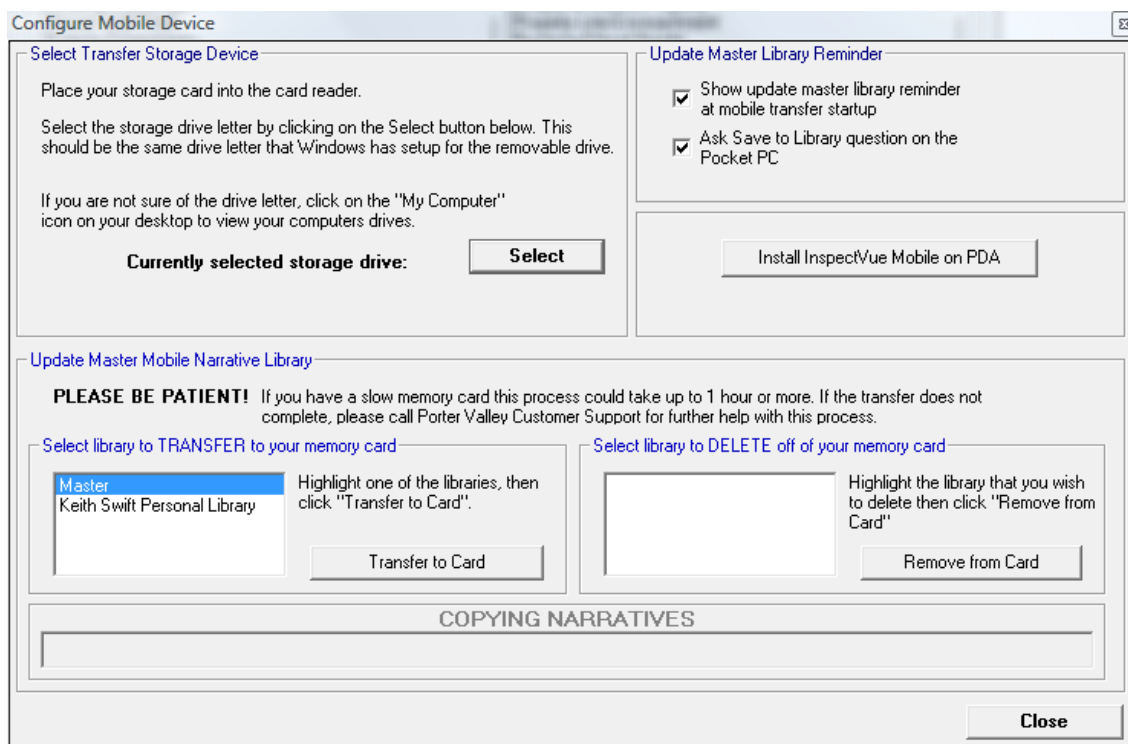 Configure Mobile Device
Select Transfer Storage Device
Place your storage card into the card reader.
Select the storage drive letter by clicking on the Select button below. This
should be the same drive letter that Windows has setup for the removable drive.
If you are not sure of the drive letter, click on the "My Computer"
icon on your desktop to view your computers drives.
Currently selected storage drive:
Select
Update Master Library Reminder
Show update master library reminder
at mobile transfer startup
Ask Save to Library question on the
Pocket PC
Install InspectVue Mobile on PDA
Update Master Mobile Narrative Library
PLEASE BE PATIENT! If you have a slow memory card this process could take up to 1 hour or more. If the transfer does not
complete, please call Porter Valley Customer Support for further help with this process.
Select library to TRANSFER to your memory card
Master
Keith Swift Personal Library
Highlight one of the libraries, then
click "Transfer to Card".
Transfer to Card
Select library to DELETE off of your memory card
Highlight the library that you wish
to delete then click "Remove from
Card"
Remove from Card
COPYING NARRATIVES
Close